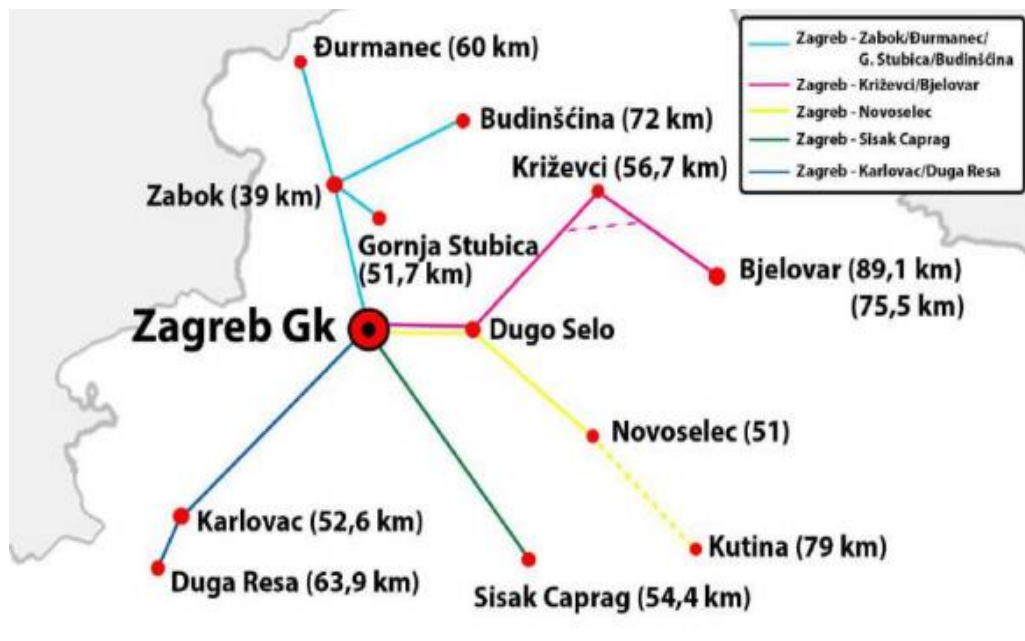 Đurmanec (60 km)
Zagreb - Zabok/Đurmanec/
G. Stubica/Budinšćina
Zagreb - Križevci/Bjelovar
Zagreb - Novoselec
Zagreb - Sisak Caprag
Zagreb - Karlovac/Duga Resa
Budinšćina (72 km)
Križevci (56,7 km)
Zabok (39 km)
Gornja Stubica
(51,7 km)
Bjelovar (89,1 km)
(75,5 km)
Zagreb Gk
Dugo Selo
Novoselec (51)
Karlovac (52,6 km)
Kutina (79 km)
Duga Resa (63,9 km)
Sisak Caprag (54,4 km)